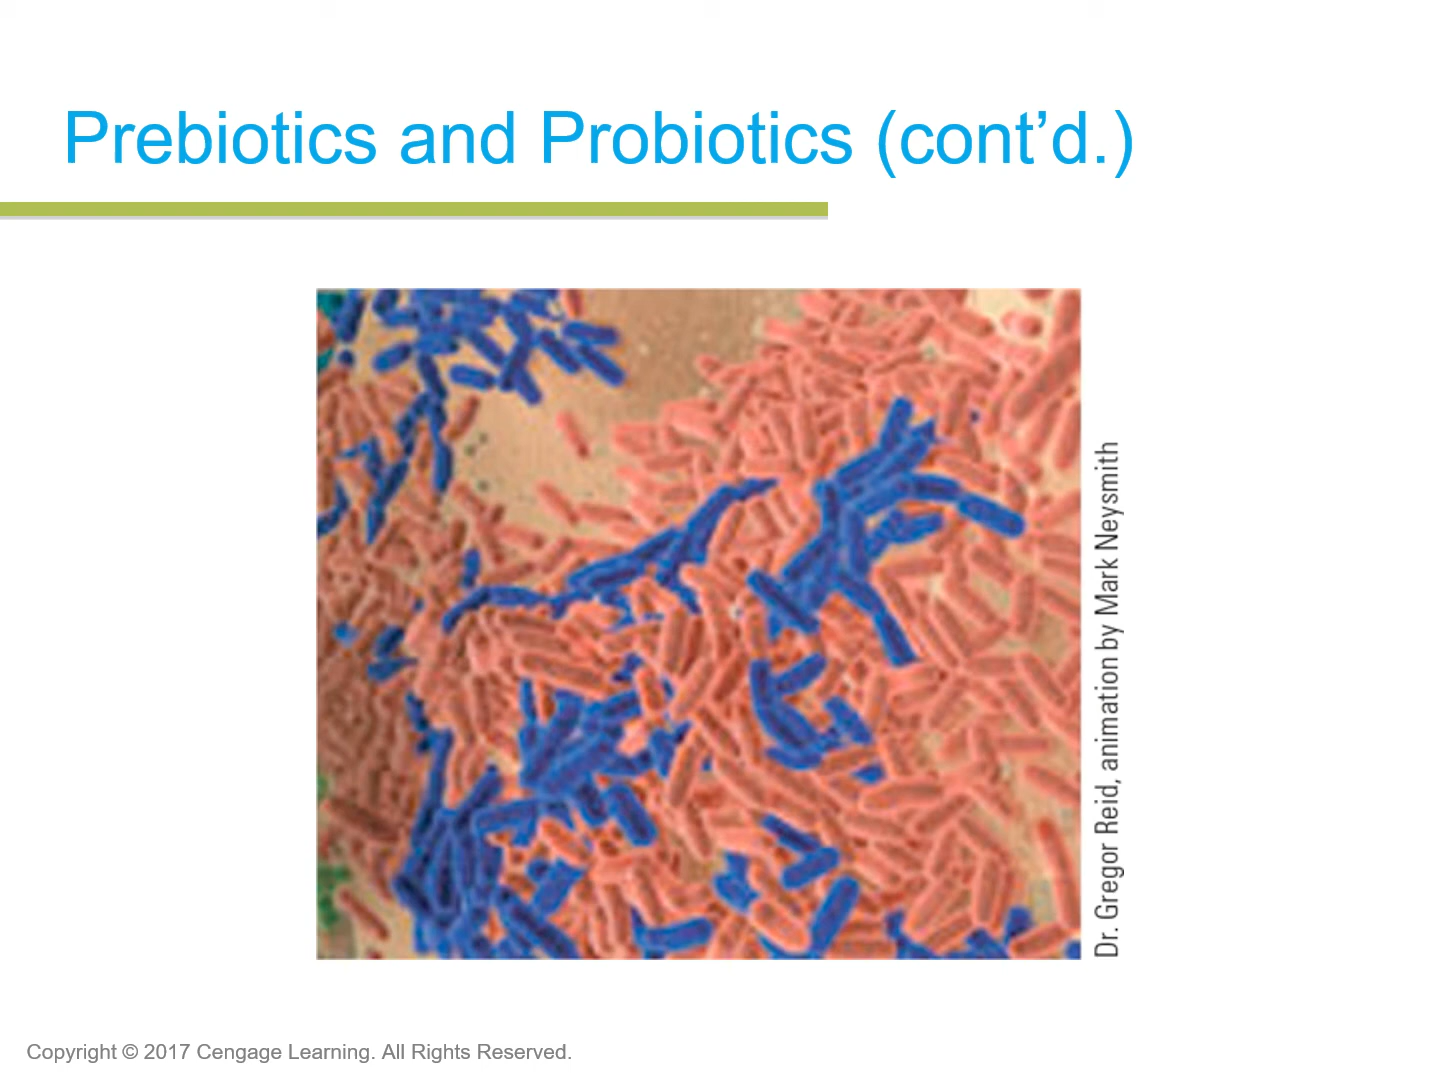 Prebiotics and Probiotics (cont’d.)
Dr. Gregor Reid, animation by Mark Neysmith
Copyright © 2017 Cengage Learning. All Rights Reserved.